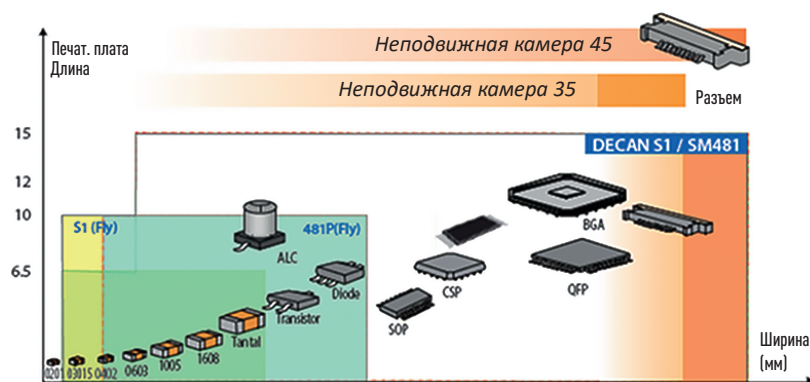 Печат. плата
Длина
Неподвижная камера 45
Неподвижная камера 35
Разъем
15
DECAN S1 / SM481
12
10
S1 (Fly)
481P(Fly)
ALC
BGA
6.5
Diode
CSP
QFP
Transistor
SOP
Tantal
1608
1005
0603
0402
03015
0201
Ширина
(мм)